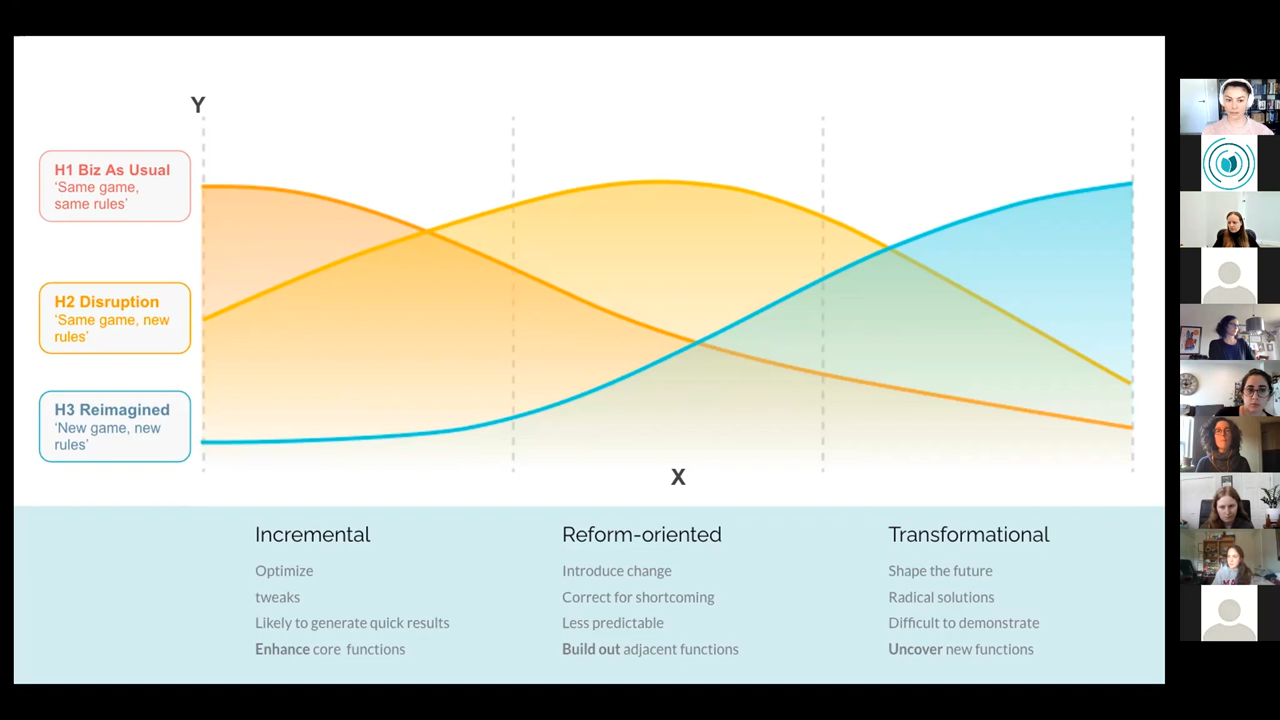 Y
H1 Biz As Usual
‘Same game,
same rules’
H2 Disruption
‘Same game, new
rules’
H3 Reimagined
‘New game, new
rules’
X
Incremental
Optimize
tweaks
Likely to generate quick results
Enhance core functions
Reform-oriented
Introduce change
Correct for shortcoming
Less predictable
Build out adjacent functions
Transformational
Shape the future
Radical solutions
Difficult to demonstrate
Uncover new functions